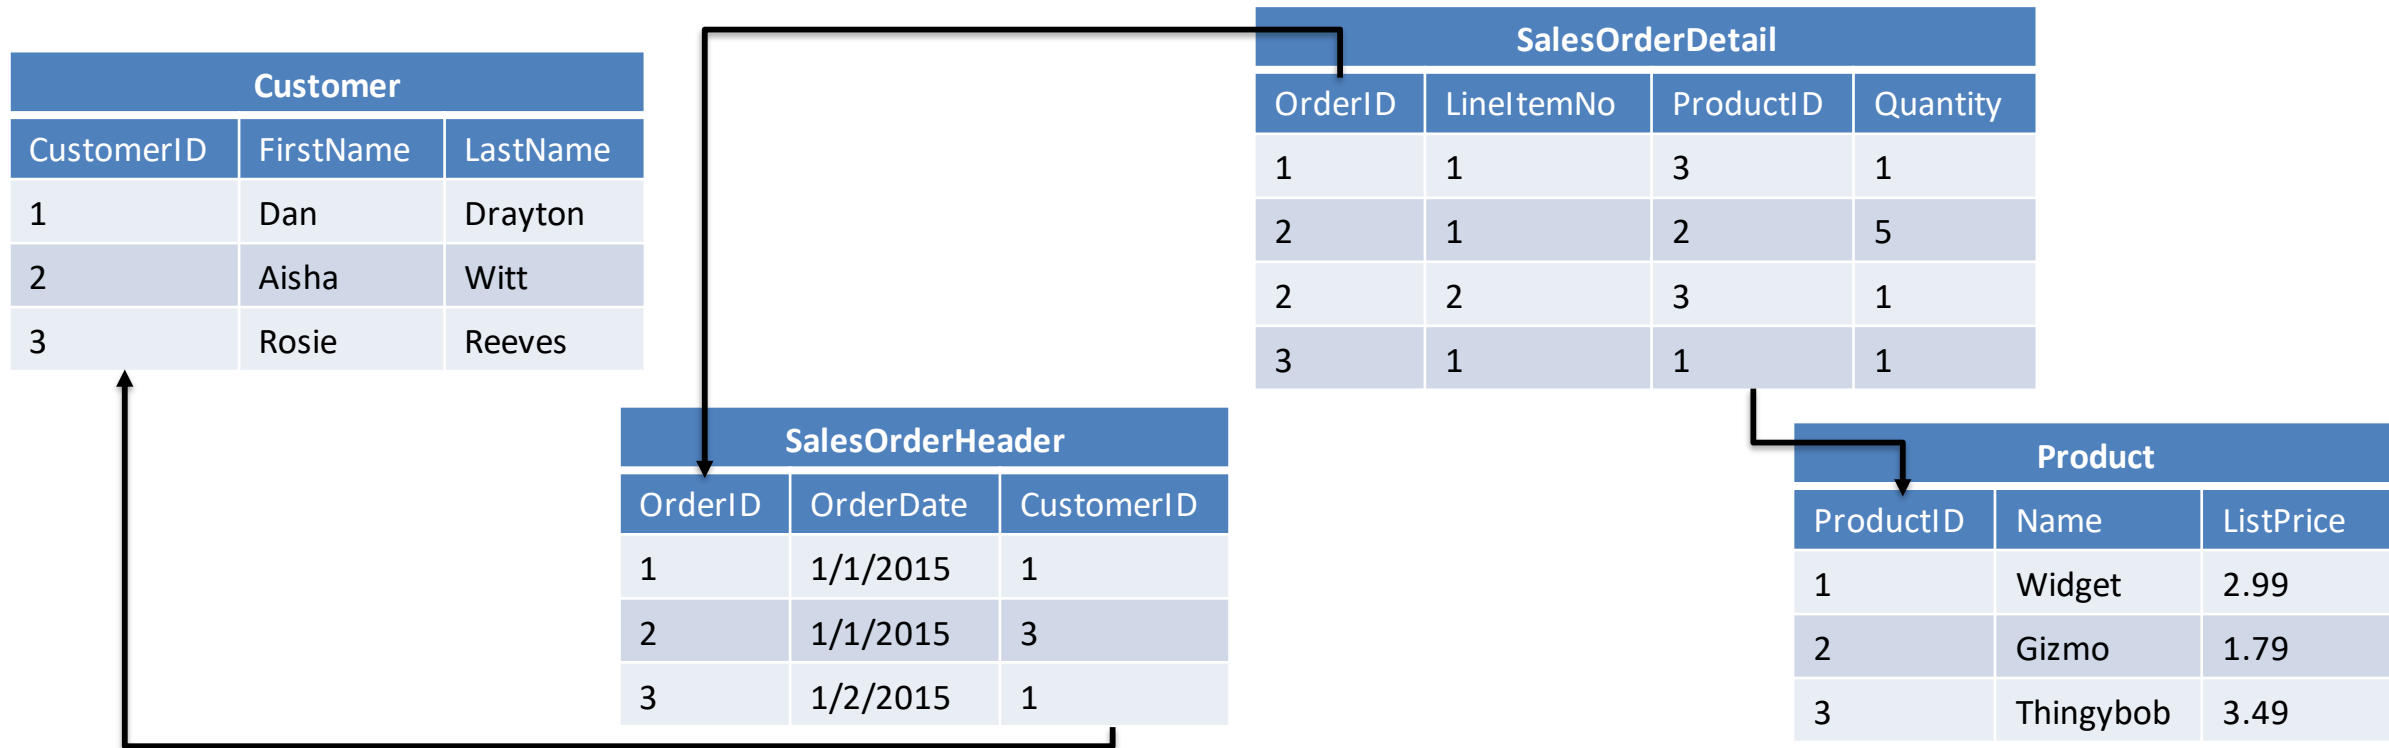 Customer
CustomerID FirstName LastName
1 Dan Drayton
2 Aisha Witt
3 Rosie Reeves
SalesOrderDetail
OrderID LineItemNo ProductID Quantity
1 1 3 1
2 1 2 5
2 2 3 1
3 1 1 1
SalesOrderHeader
OrderID OrderDate CustomerID
1 1/1/2015 1
2 1/1/2015 3
3 1/2/2015 1
Product
ProductID Name ListPrice
1 Widget 2.99
2 Gizmo 1.79
3 Thingybob 3.49